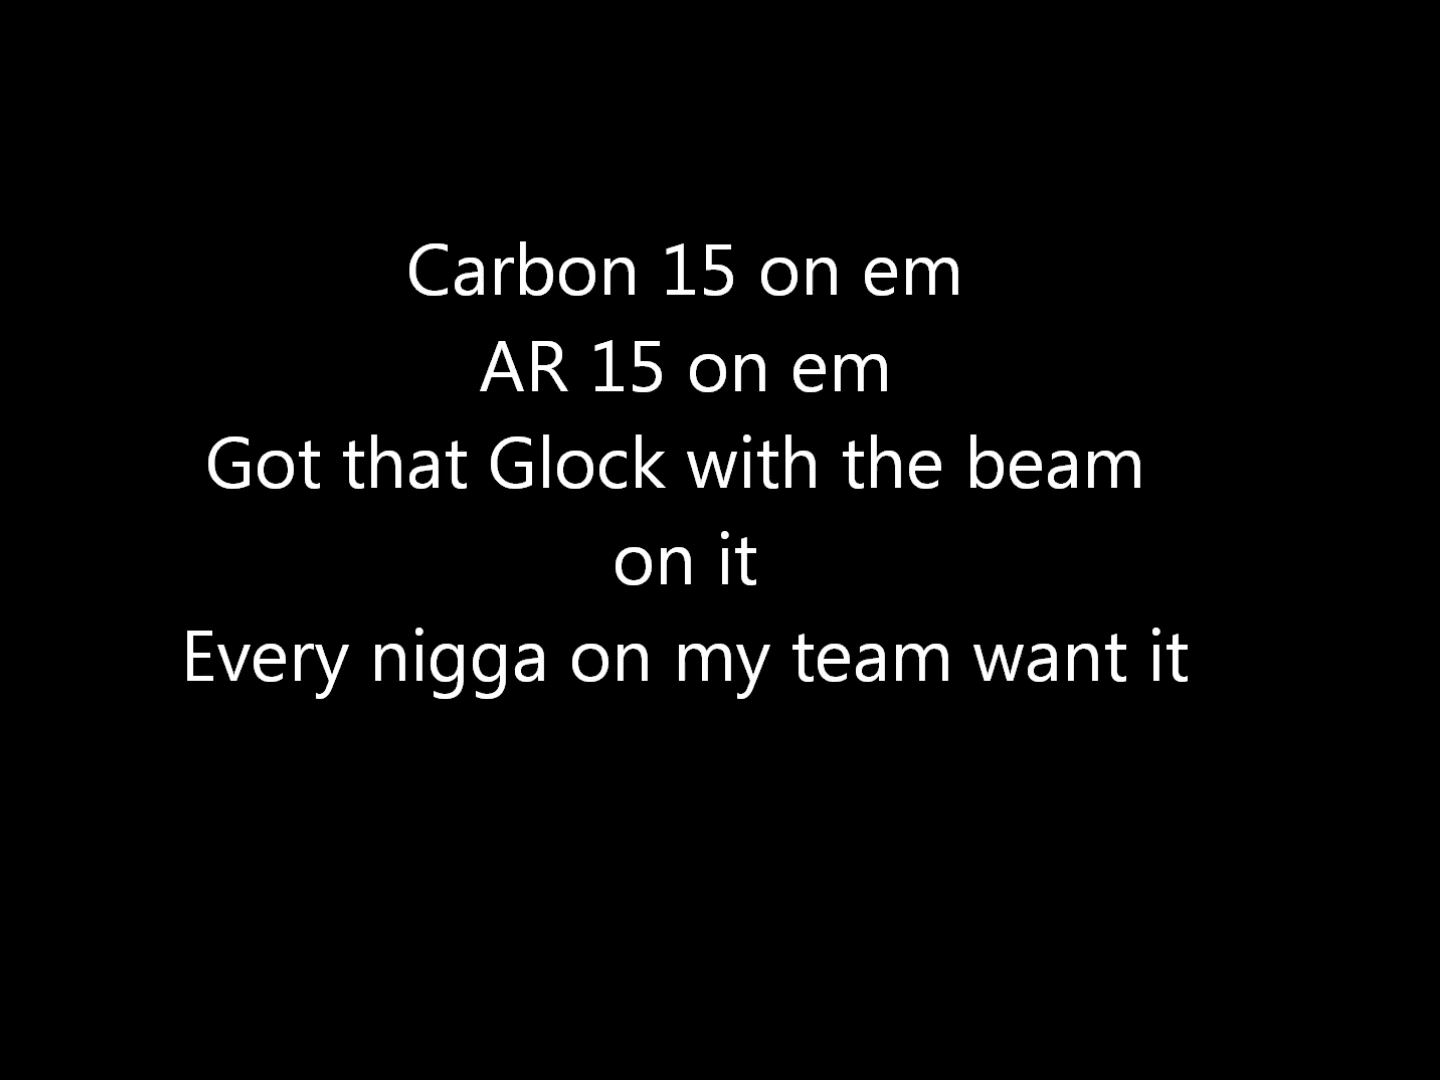 Carbon 15 on em
AR 15 on em
Got that Glock with the beam
on it
Every nigga on my team want it